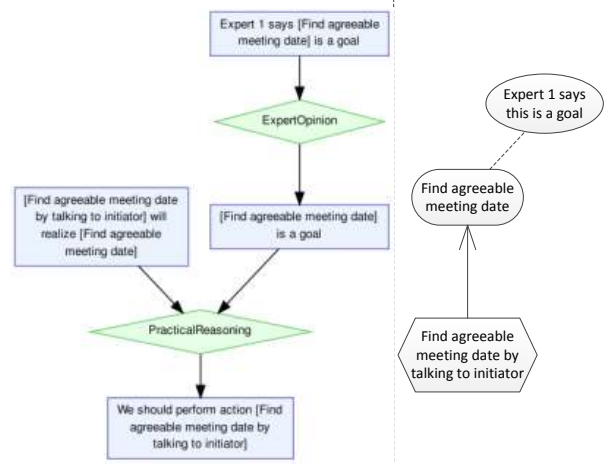 Expert 1 says [Find agreeable
meeting date] is a goal
ExpertOpinion
[Find agreeable meeting date
by talking to initiator] will
realize [Find agreeable
meeting date]
[Find agreeable meeting date]
is a goal
PracticalReasoning
We should perform action [Find
agreeable meeting date by
talking to initiator]
Expert 1 says
this is a goal
Find agreeable
meeting date
Find agreeable
meeting date by
talking to initiator